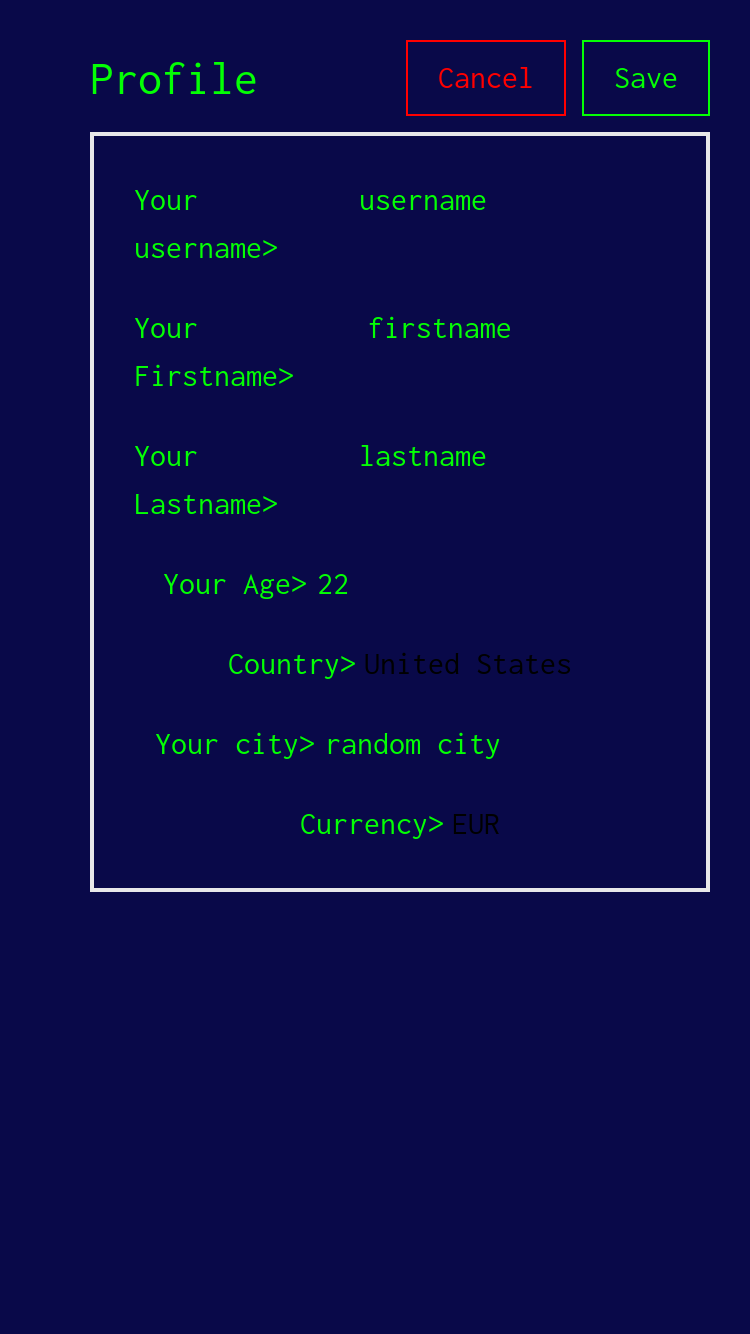 Profile Cancel Save
Your username
username>
Your firstname
Firstname>
Your lastname
Lastname>
Your Age> 22
Country> United States
Your city> random city
Currency> EUR